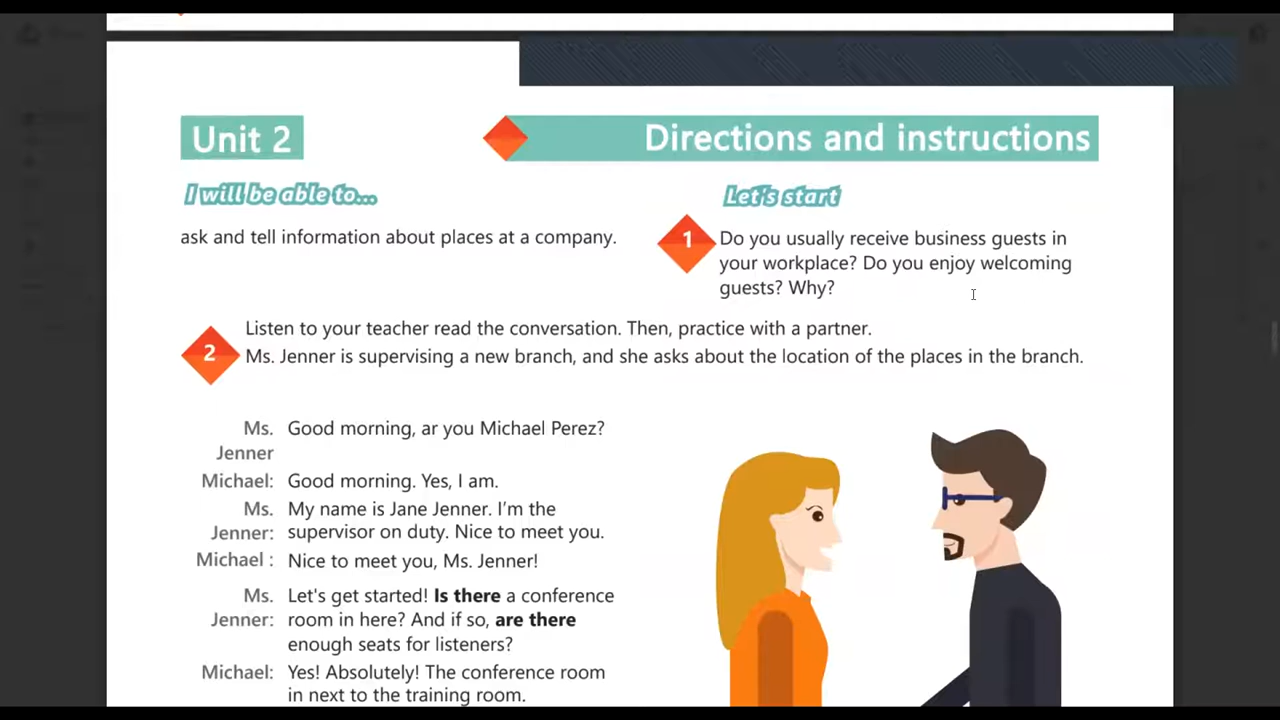 Unit 2
Directions and instructions
I will be able to...
ask and tell information about places at a company.
Let's start
1
Do you usually receive business guests in
your workplace? Do you enjoy welcoming
guests? Why?
2
Listen to your teacher read the conversation. Then, practice with a partner.
Ms. Jenner is supervising a new branch, and she asks about the location of the places in the branch.
Ms. Good morning, ar you Michael Perez?
Jenner
Michael: Good morning. Yes, I am.
Ms. My name is Jane Jenner. I'm the
Jenner: supervisor on duty. Nice to meet you.
Michael : Nice to meet you, Ms. Jenner!
Ms. Let's get started! Is there a conference
Jenner: room in here? And if so, are there
enough seats for listeners?
Michael: Yes! Absolutely! The conference room
in next to the training room.